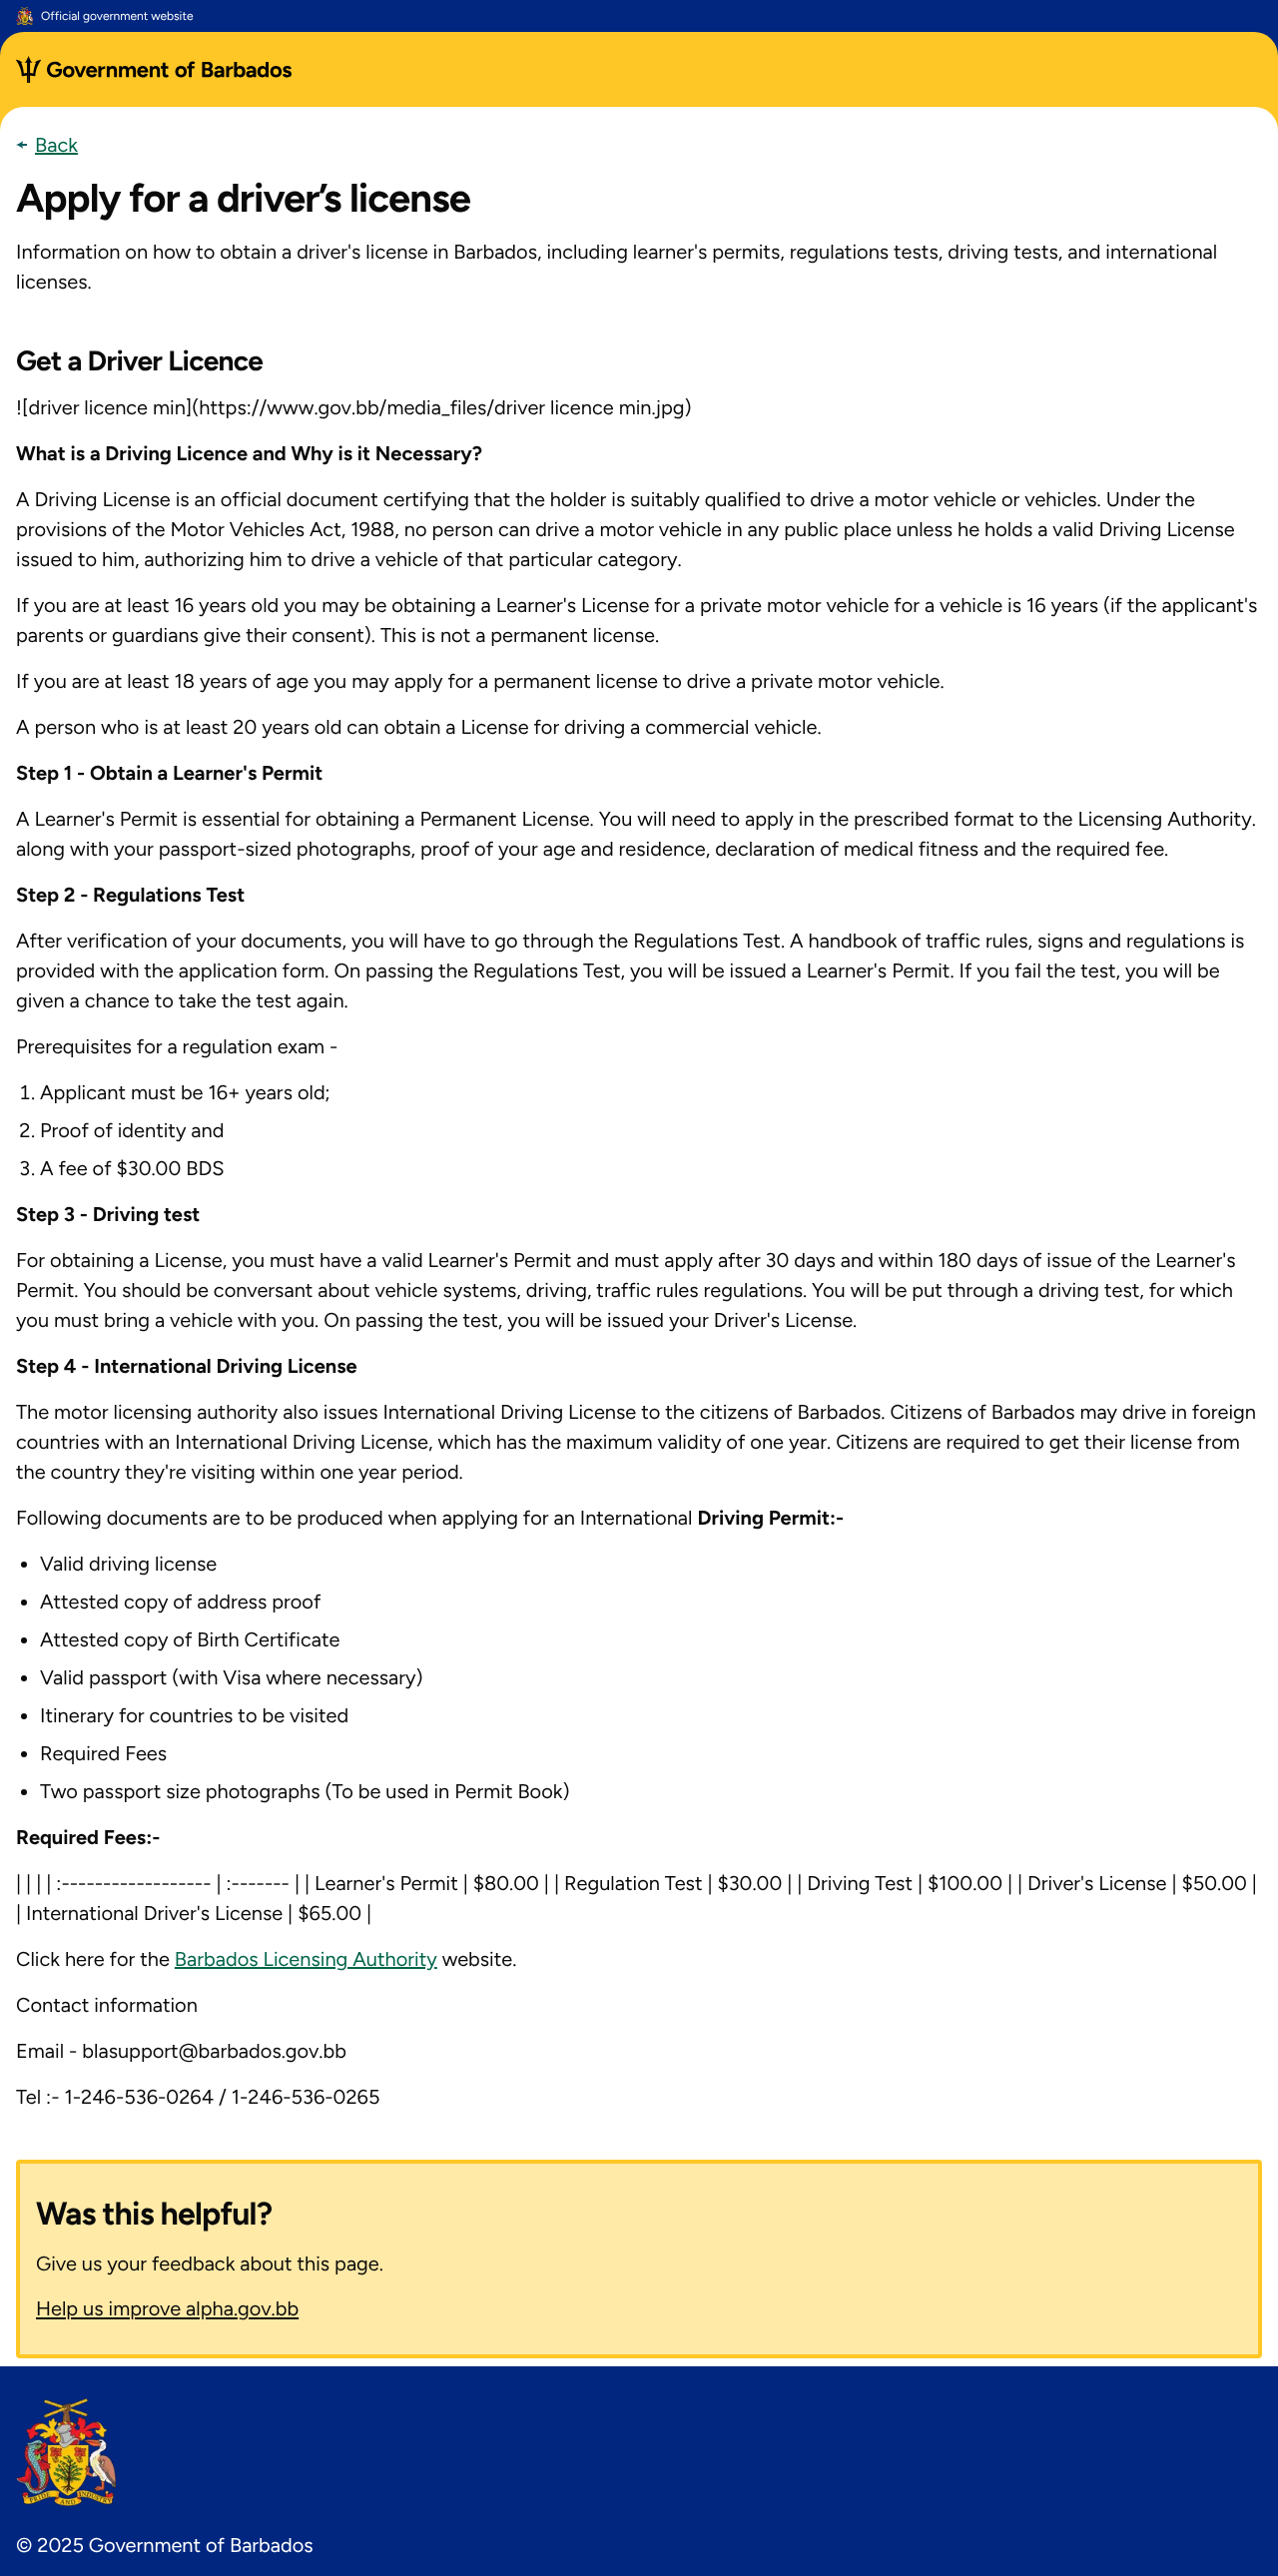 Official government website
Government of Barbados
Back
Apply for a driver’s license
Information on how to obtain a driver's license in Barbados, including learner's permits, regulations tests, driving tests, and international
licenses.
Get a Driver Licence
![driver licence min](https://www.gov.bb/media_files/driver licence min.jpg)
What is a Driving Licence and Why is it Necessary?
A Driving License is an official document certifying that the holder is suitably qualified to drive a motor vehicle or vehicles. Under the
provisions of the Motor Vehicles Act, 1988, no person can drive a motor vehicle in any public place unless he holds a valid Driving License
issued to him, authorizing him to drive a vehicle of that particular category.
If you are at least 16 years old you may be obtaining a Learner's License for a private motor vehicle for a vehicle is 16 years (if the applicant's
parents or guardians give their consent). This is not a permanent license.
If you are at least 18 years of age you may apply for a permanent license to drive a private motor vehicle.
A person who is at least 20 years old can obtain a License for driving a commercial vehicle.
Step 1 - Obtain a Learner's Permit
A Learner's Permit is essential for obtaining a Permanent License. You will need to apply in the prescribed format to the Licensing Authority.
along with your passport-sized photographs, proof of your age and residence, declaration of medical fitness and the required fee.
Step 2 - Regulations Test
After verification of your documents, you will have to go through the Regulations Test. A handbook of traffic rules, signs and regulations is
provided with the application form. On passing the Regulations Test, you will be issued a Learner's Permit. If you fail the test, you will be
given a chance to take the test again.
Prerequisites for a regulation exam -
1. Applicant must be 16+ years old;
2. Proof of identity and
3. A fee of $30.00 BDS
Step 3 - Driving test
For obtaining a License, you must have a valid Learner's Permit and must apply after 30 days and within 180 days of issue of the Learner's
Permit. You should be conversant about vehicle systems, driving, traffic rules regulations. You will be put through a driving test, for which
you must bring a vehicle with you. On passing the test, you will be issued your Driver's License.
Step 4 - International Driving License
The motor licensing authority also issues International Driving License to the citizens of Barbados. Citizens of Barbados may drive in foreign
countries with an International Driving License, which has the maximum validity of one year. Citizens are required to get their license from
the country they're visiting within one year period.
Following documents are to be produced when applying for an International Driving Permit:-
• Valid driving license
• Attested copy of address proof
• Attested copy of Birth Certificate
• Valid passport (with Visa where necessary)
• Itinerary for countries to be visited
• Required Fees
• Two passport size photographs (To be used in Permit Book)
Required Fees:-
| | | | :------------------ | :------- | | Learner's Permit | $80.00 | | Regulation Test | $30.00 | | Driving Test | $100.00 | | Driver's License | $50.00 |
| International Driver's License | $65.00 |
Click here for the Barbados Licensing Authority website.
Contact information
Email - blasupport@barbados.gov.bb
Tel :- 1-246-536-0264 / 1-246-536-0265
Was this helpful?
Give us your feedback about this page.
Help us improve alpha.gov.bb
PRIDE AND INDUSTRY
© 2025 Government of Barbados